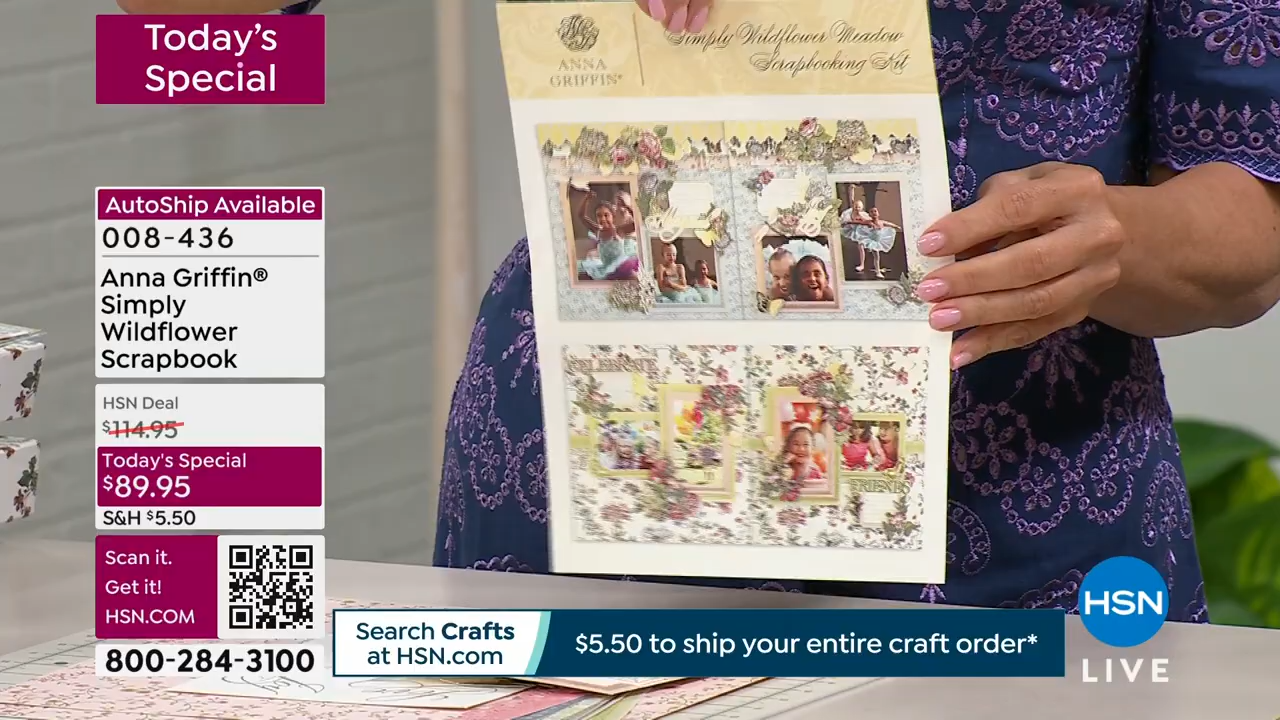 Today's
Special
AutoShip Available
008-436
Anna Griffin®
Simply
Wildflower
Scrapbook
HSN Deal
$114.95
Today's Special
$89.95
S&H $5.50
Scan it.
Get it!
HSN.COM
800-284-3100
Search Crafts
at HSN.com
$5.50 to ship your entire craft order*
HSN
LIVE
ANNA
GRIFFIN®
Simply Wildflower Meadow
Scrapbooking Kit
CELEBRATE
FRIENDS